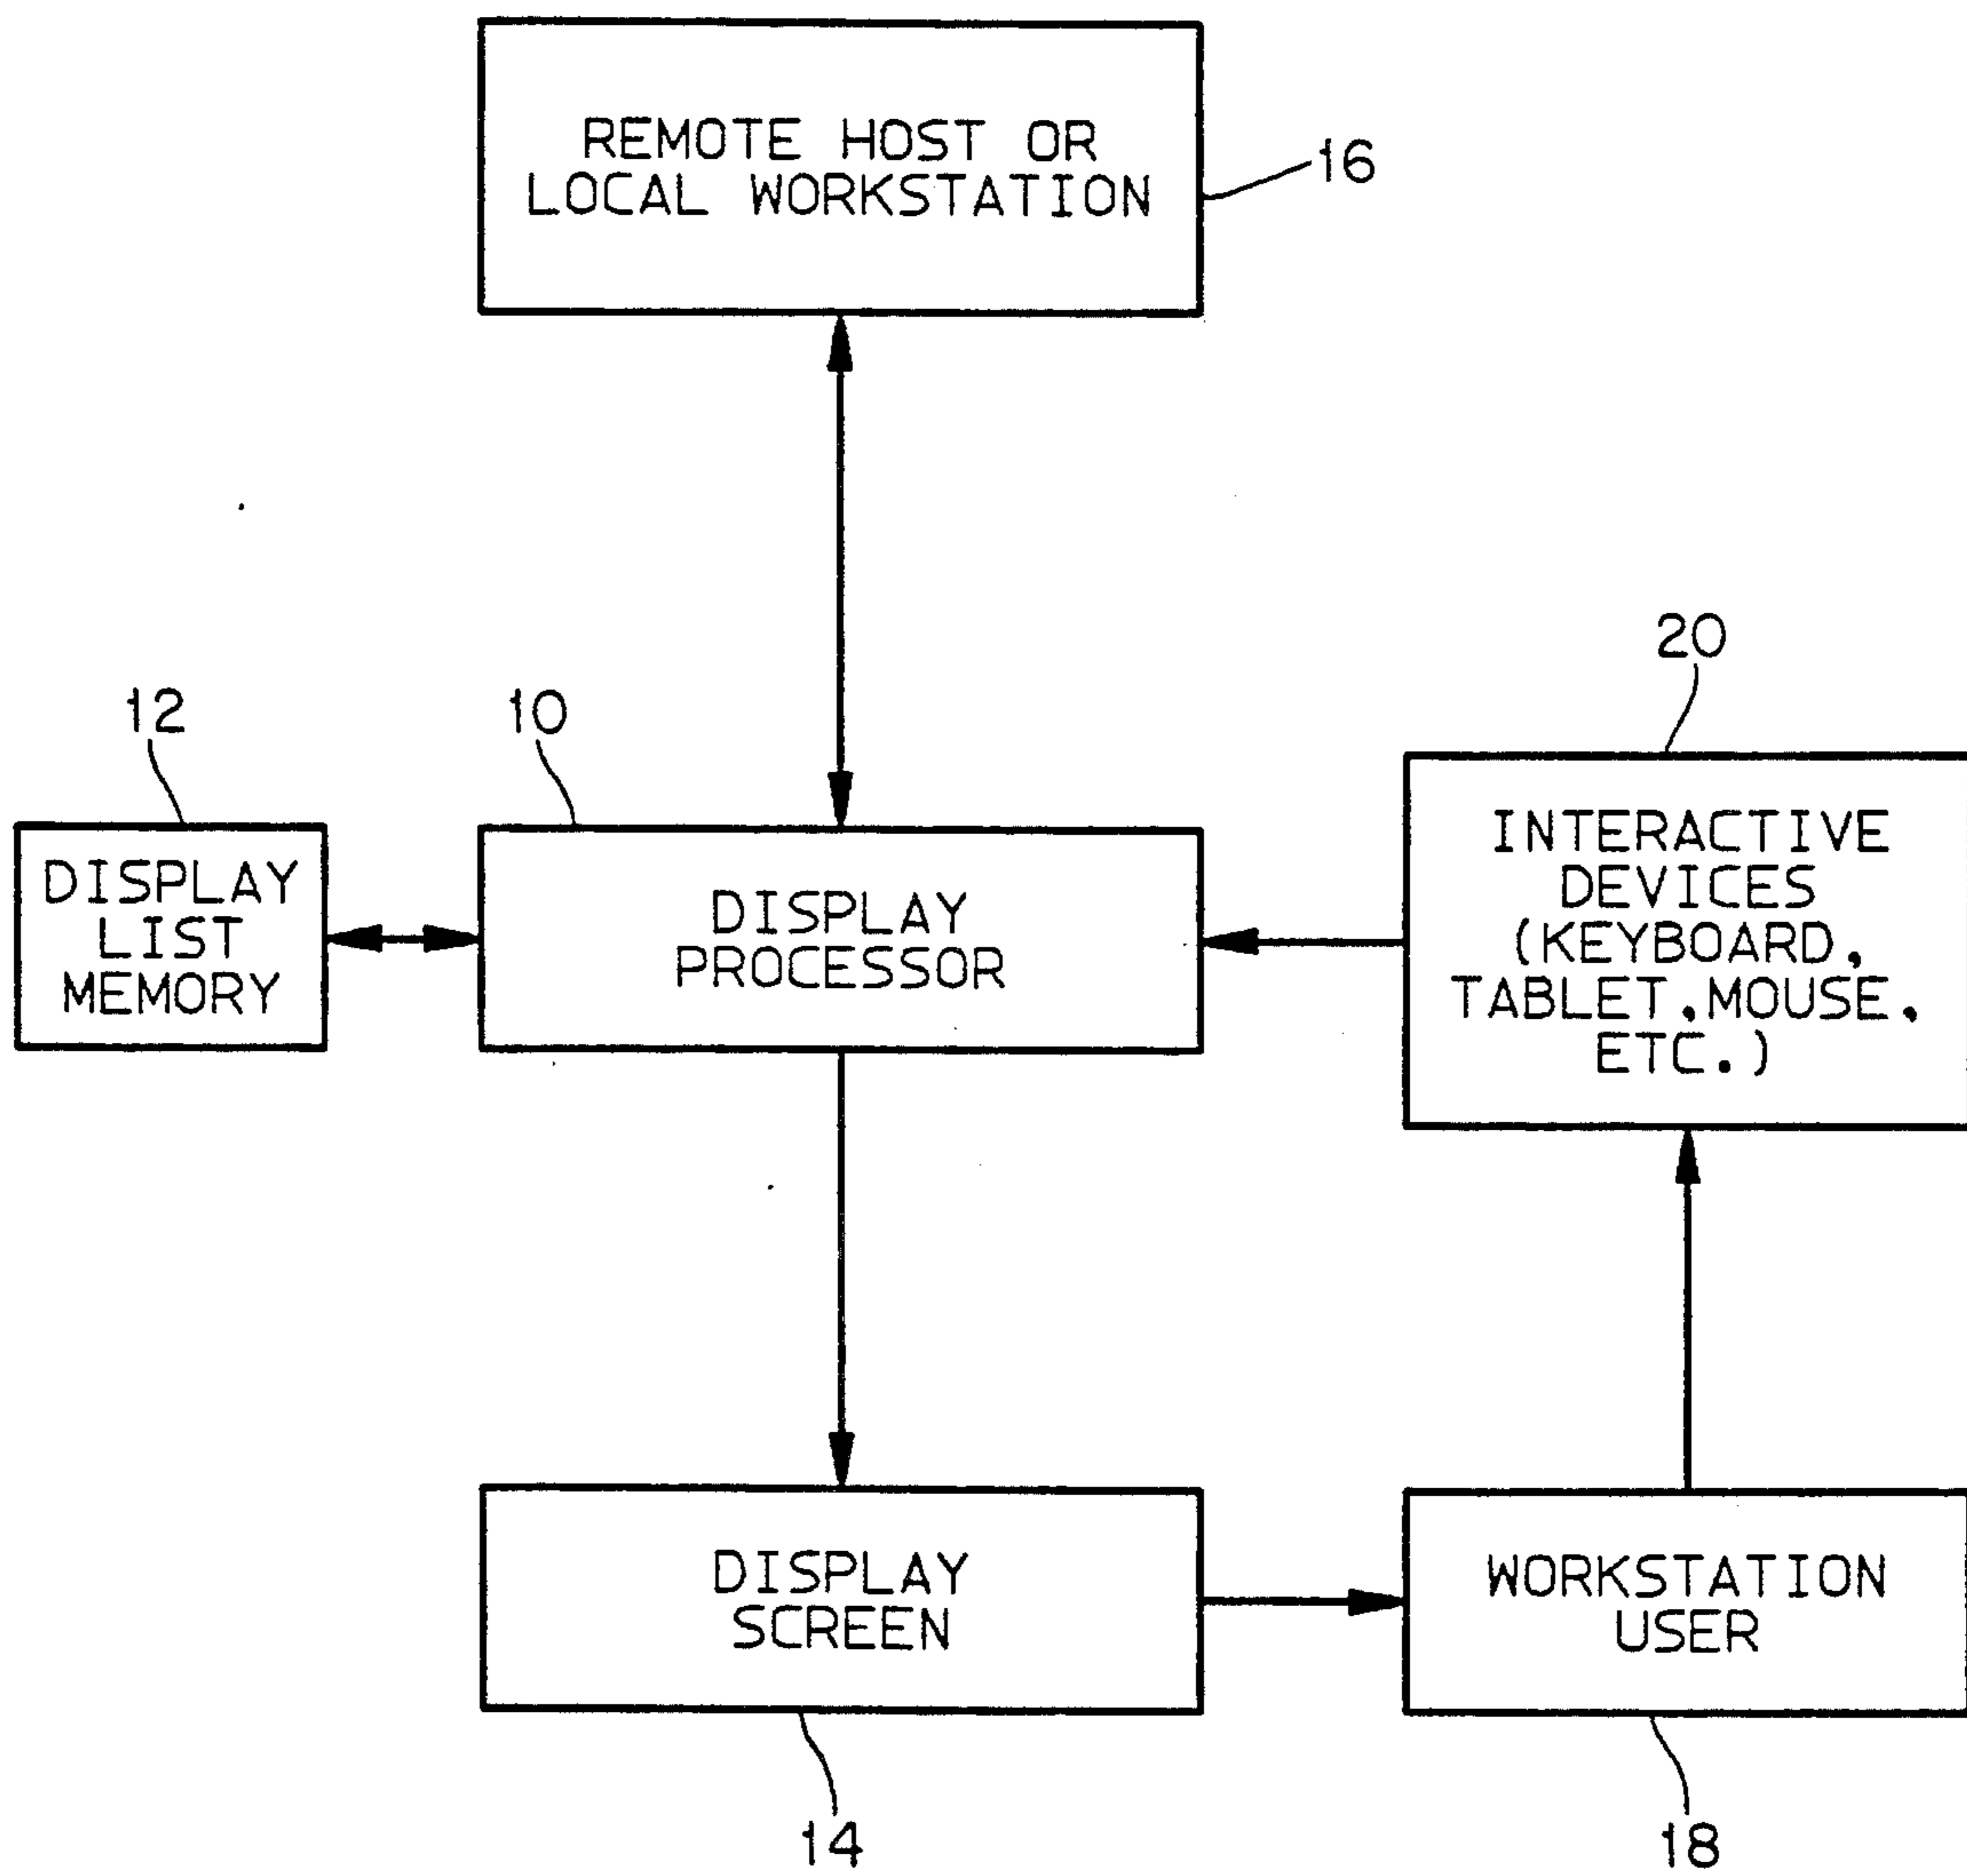 REMOTE HOST OR
LOCAL WORKSTATION
16
20
12
10
DISPLAY
LIST
MEMORY
DISPLAY
PROCESSOR
INTERACTIVE
DEVICES
(KEYBOARD,
TABLET,MOUSE,
ETC.)
DISPLAY
SCREEN
WORKSTATION
USER
14
18